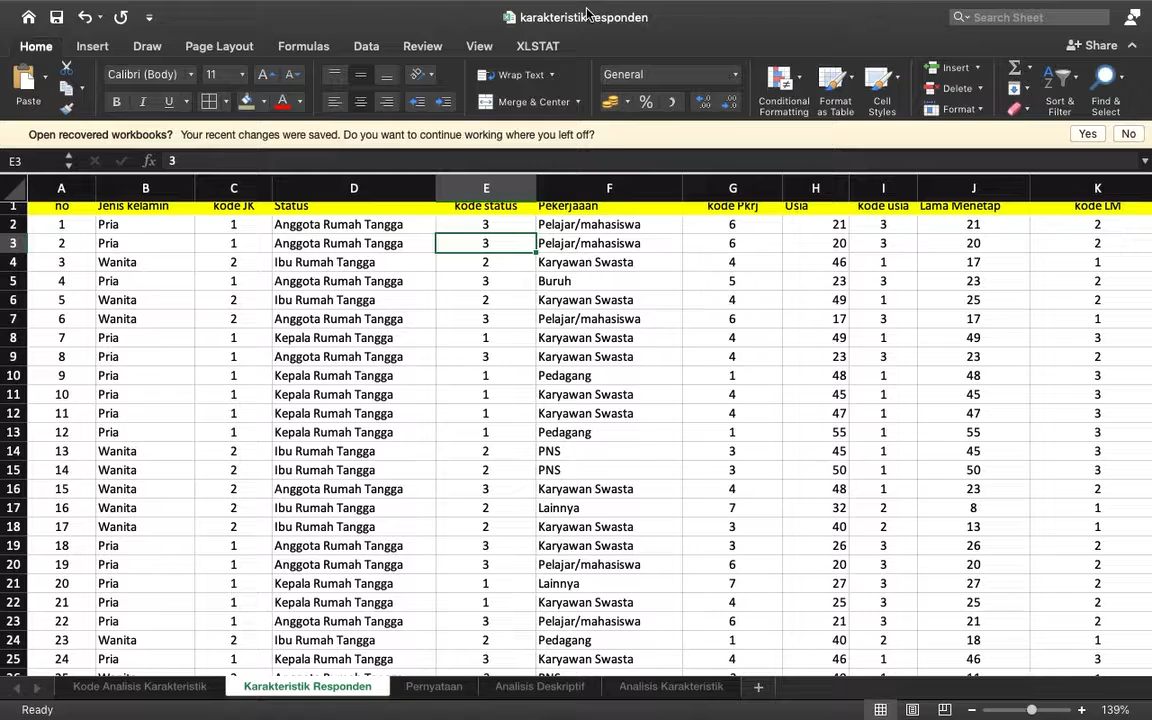 karakteristik responden
Search Sheet
Home Insert Draw Page Layout Formulas Data Review View XLSTAT
Share
Paste
Calibri (Body) 11
B I U
Wrap Text
Merge & Center
General
%
Conditional Formatting
Format as Table
Cell Styles
Insert
Delete
Format
Sort & Filter
Find & Select
Open recovered workbooks? Your recent changes were saved. Do you want to continue working where you left off? Yes No
E3 fx 3
A B C D E F G H I J K
1 no Jenis kelamin kode JK Status kode status Pekerjaaan kode Pkrj Usia kode usia Lama Menetap kode LM
2 1 Pria 1 Anggota Rumah Tangga 3 Pelajar/mahasiswa 6 21 3 21 2
3 2 Pria 1 Anggota Rumah Tangga 3 Pelajar/mahasiswa 6 20 3 20 2
4 3 Wanita 2 Ibu Rumah Tangga 2 Karyawan Swasta 4 46 1 17 1
5 4 Pria 1 Anggota Rumah Tangga 3 Buruh 5 23 3 23 2
6 5 Wanita 2 Ibu Rumah Tangga 2 Karyawan Swasta 4 49 1 25 2
7 6 Wanita 2 Anggota Rumah Tangga 3 Pelajar/mahasiswa 6 17 3 17 1
8 7 Pria 1 Kepala Rumah Tangga 1 Karyawan Swasta 4 49 1 49 3
9 8 Pria 1 Anggota Rumah Tangga 3 Karyawan Swasta 4 23 3 23 2
10 9 Pria 1 Kepala Rumah Tangga 1 Pedagang 1 48 1 48 3
11 10 Pria 1 Kepala Rumah Tangga 1 Karyawan Swasta 4 45 1 45 3
12 11 Pria 1 Kepala Rumah Tangga 1 Karyawan Swasta 4 47 1 47 3
13 12 Pria 1 Kepala Rumah Tangga 1 Pedagang 1 55 1 55 3
14 13 Wanita 2 Ibu Rumah Tangga 2 PNS 3 45 1 45 3
15 14 Wanita 2 Ibu Rumah Tangga 2 PNS 3 50 1 50 3
16 15 Wanita 2 Anggota Rumah Tangga 3 Karyawan Swasta 4 48 1 23 2
17 16 Wanita 2 Ibu Rumah Tangga 2 Lainnya 7 32 2 8 1
18 17 Wanita 2 Ibu Rumah Tangga 2 Karyawan Swasta 3 40 2 13 1
19 18 Pria 1 Anggota Rumah Tangga 3 Karyawan Swasta 3 26 3 26 2
20 19 Pria 1 Anggota Rumah Tangga 3 Pelajar/mahasiswa 6 20 3 20 2
21 20 Pria 1 Kepala Rumah Tangga 1 Lainnya 7 27 3 27 2
22 21 Pria 1 Kepala Rumah Tangga 1 Karyawan Swasta 4 25 3 25 2
23 22 Pria 1 Anggota Rumah Tangga 3 Pelajar/mahasiswa 6 21 3 21 2
24 23 Wanita 2 Ibu Rumah Tangga 2 Pedagang 1 40 2 18 1
25 24 Pria 1 Kepala Rumah Tangga 3 Karyawan Swasta 4 46 1 46 3
Kode Analisis Karakteristik Karakteristik Responden Pernyataan Analisis Deskriptif Analisis Karakteristik
Ready 139%